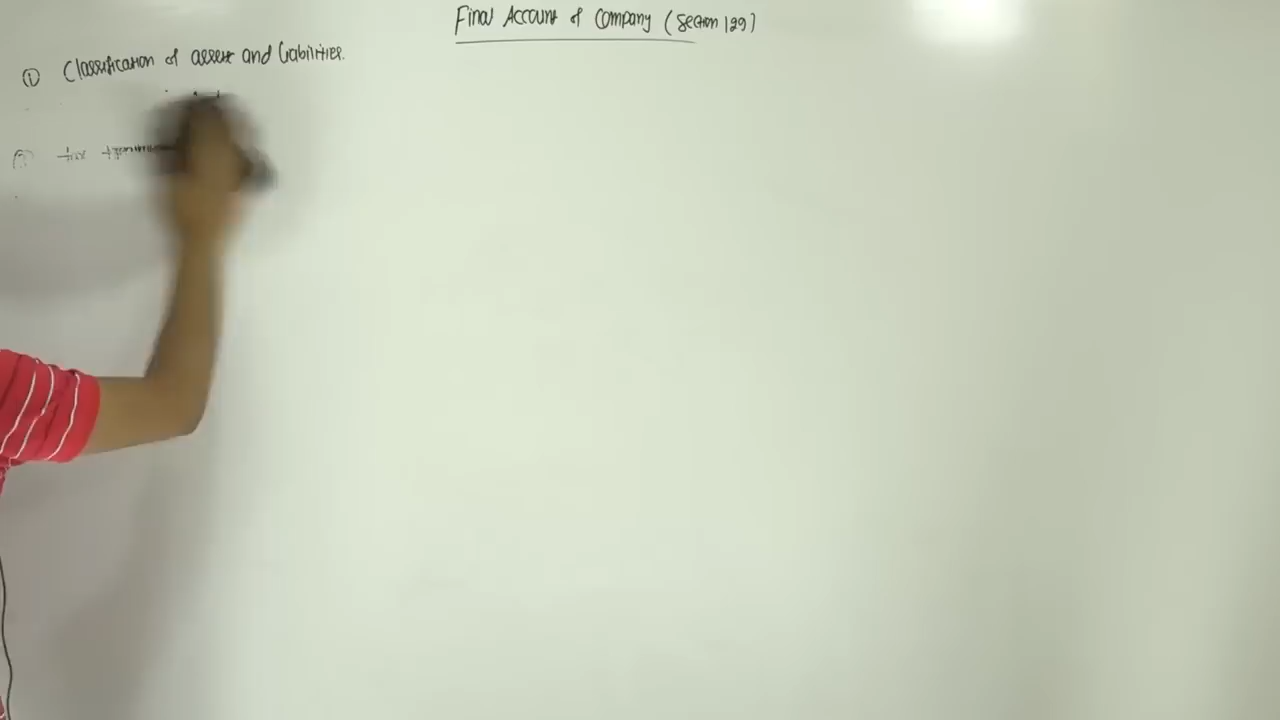 Final Account of Company (Section 129)
① Classification of asset and Liabilities.